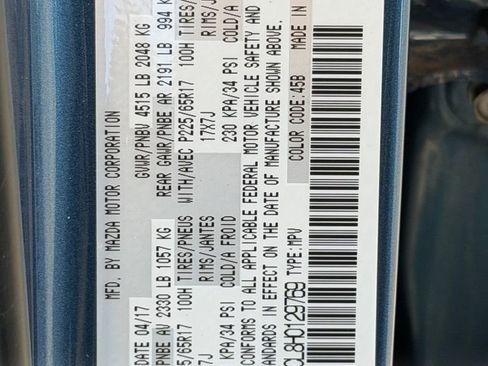 MFD. BY MAZDA MOTOR CORPORATION
DATE 04/17 GVWR/PNBU 4515 LB 2048 KG
PNBE AV 2330 LB 1057 KG REAR GAWR/PNBE AR 2191 LB 994 KG
5/65R17 100H TIRES/PNEUS WITH/AVEC P225/65R17 100H TIRES/
7J RIMS/JANTES 17X7J RIMS/J
KPA/34 PSI COLD/A FROID 230 KPA/34 PSI COLD/A
CONFORMS TO ALL APPLICABLE FEDERAL MOTOR VEHICLE SAFETY AND
ANDARDS IN EFFECT ON THE DATE OF MANUFACTURE SHOWN ABOVE.
CL8H0129789 TYPE:MPV COLOR CODE:45B
MADE IN